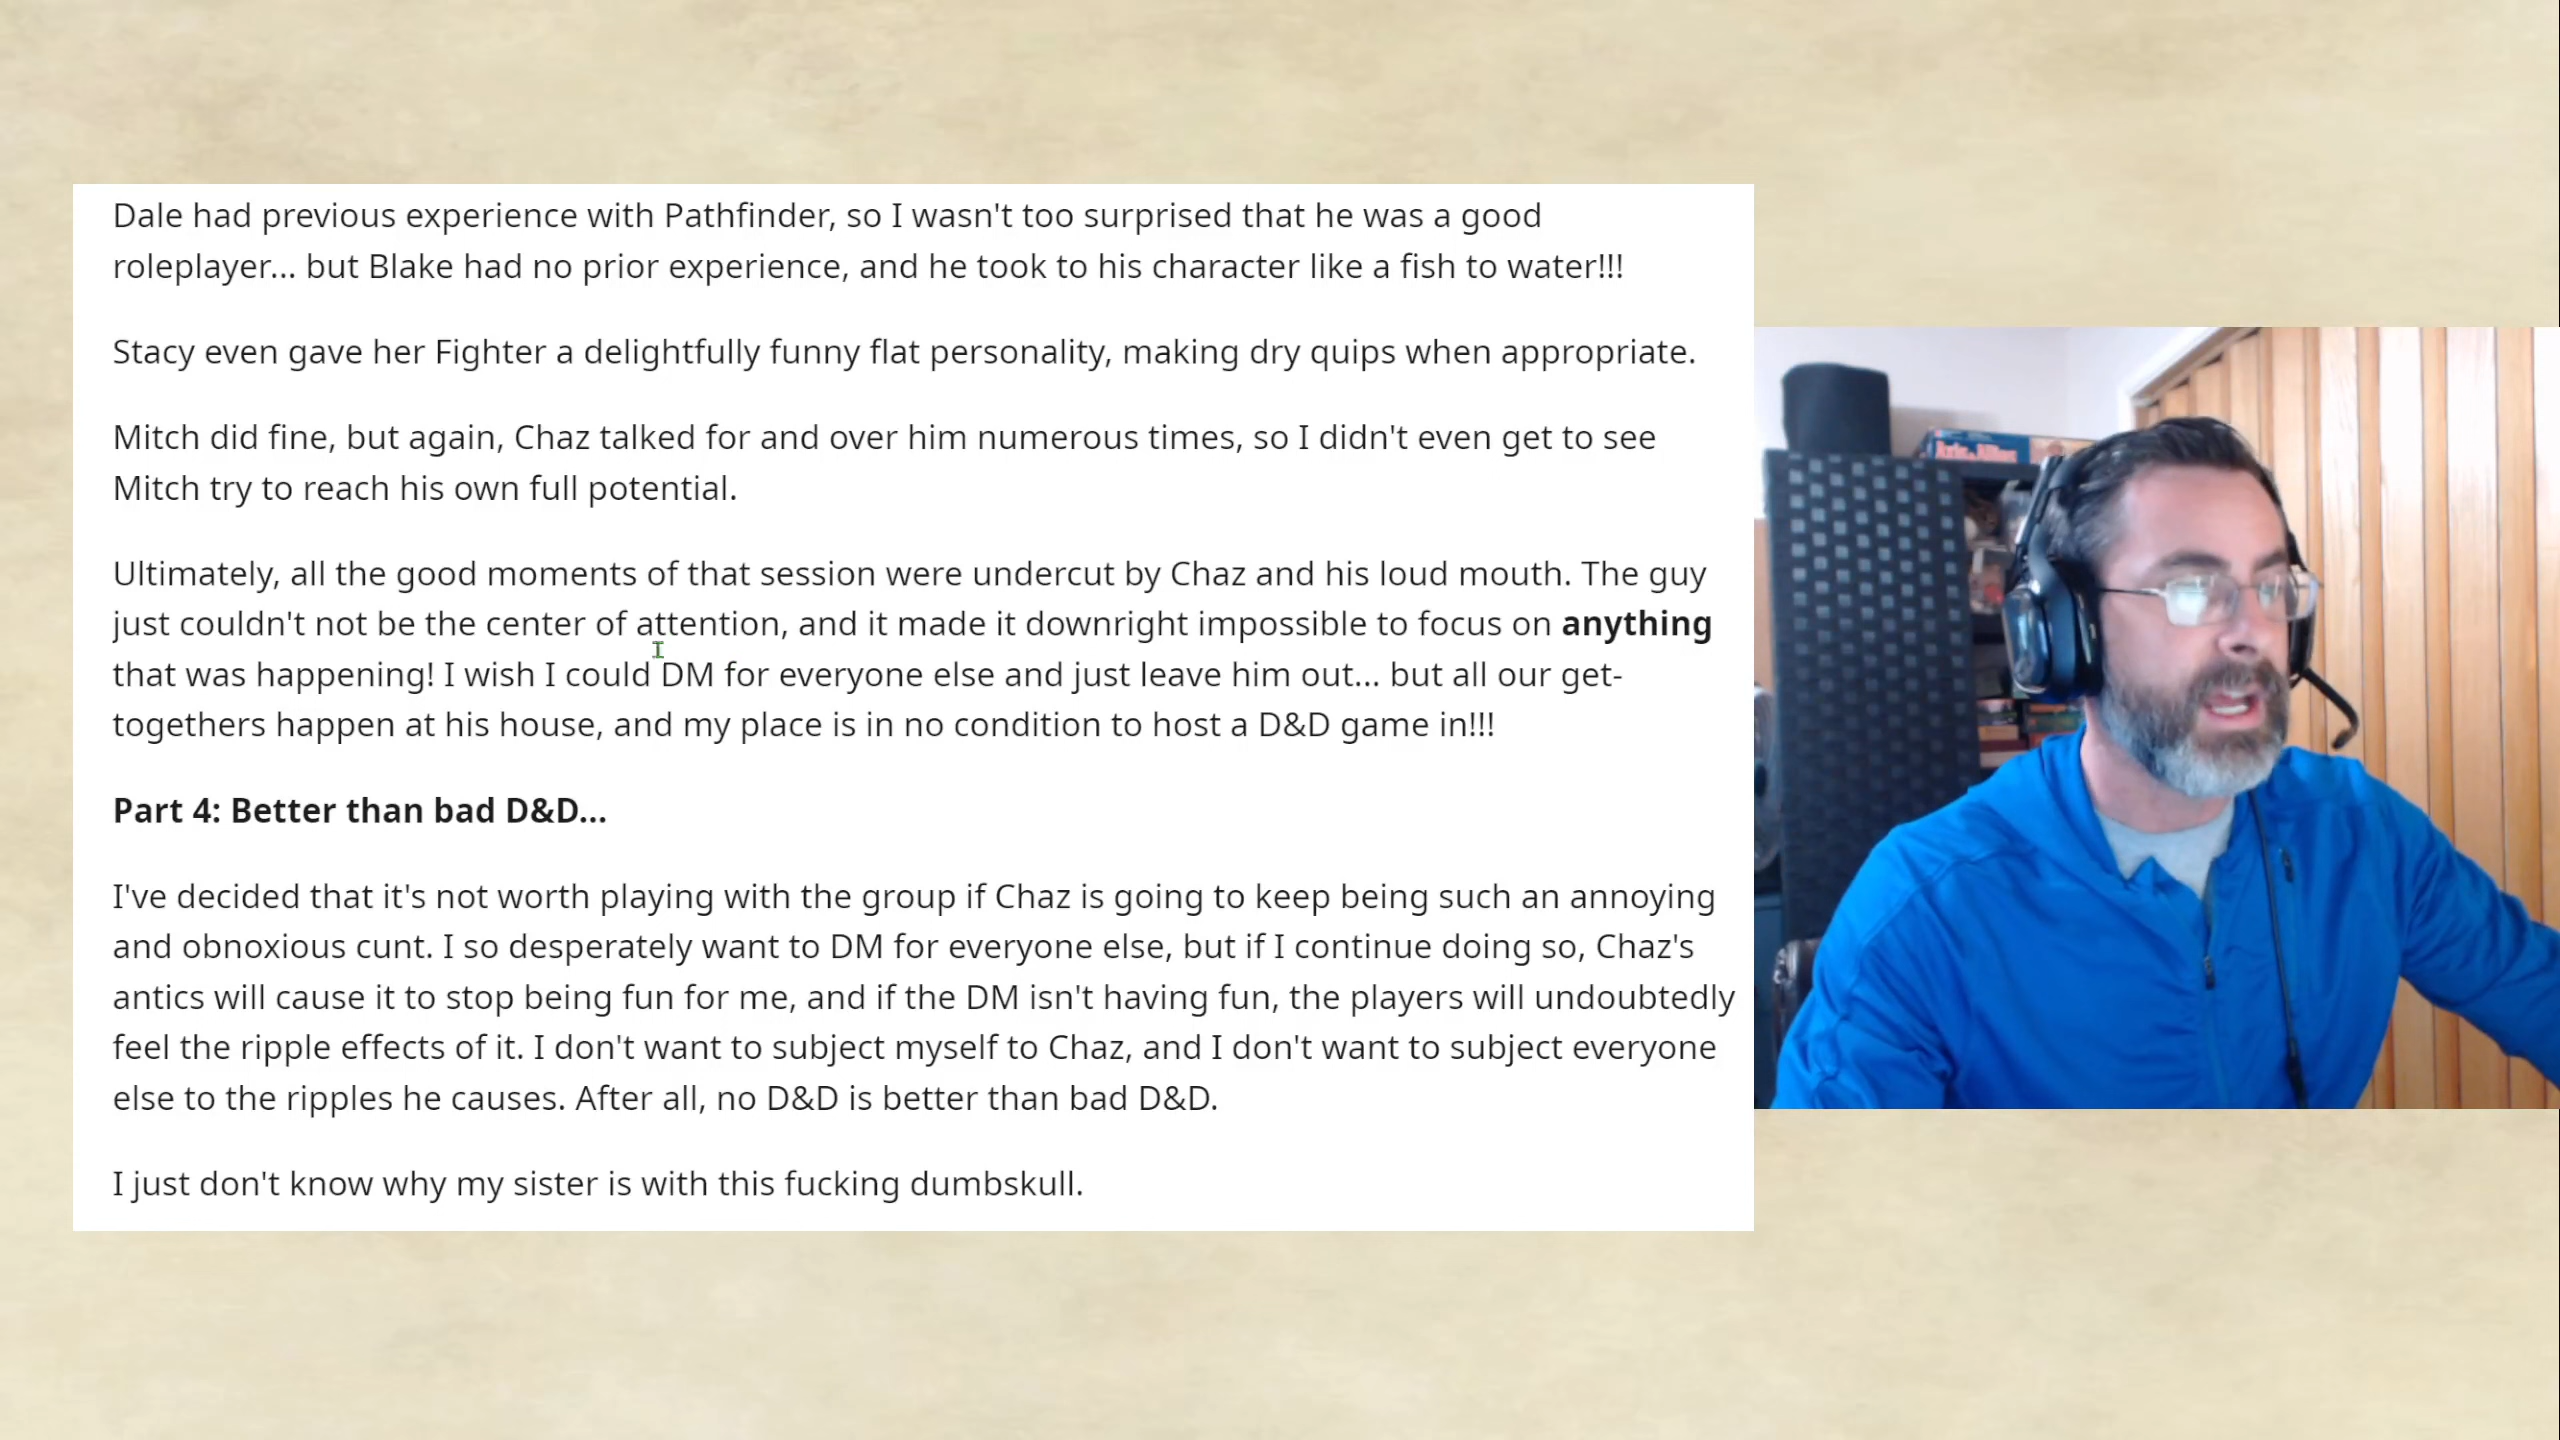 Dale had previous experience with Pathfinder, so I wasn't too surprised that he was a good
roleplayer... but Blake had no prior experience, and he took to his character like a fish to water!!!
Stacy even gave her Fighter a delightfully funny flat personality, making dry quips when appropriate.
Mitch did fine, but again, Chaz talked for and over him numerous times, so I didn't even get to see
Mitch try to reach his own full potential.
Ultimately, all the good moments of that session were undercut by Chaz and his loud mouth. The guy
just couldn't not be the center of attention, and it made it downright impossible to focus on anything
that was happening! I wish I could DM for everyone else and just leave him out... but all our get-
togethers happen at his house, and my place is in no condition to host a D&D game in!!!
Part 4: Better than bad D&D...
I've decided that it's not worth playing with the group if Chaz is going to keep being such an annoying
and obnoxious cunt. I so desperately want to DM for everyone else, but if I continue doing so, Chaz's
antics will cause it to stop being fun for me, and if the DM isn't having fun, the players will undoubtedly
feel the ripple effects of it. I don't want to subject myself to Chaz, and I don't want to subject everyone
else to the ripples he causes. After all, no D&D is better than bad D&D.
I just don't know why my sister is with this fucking dumbskull.